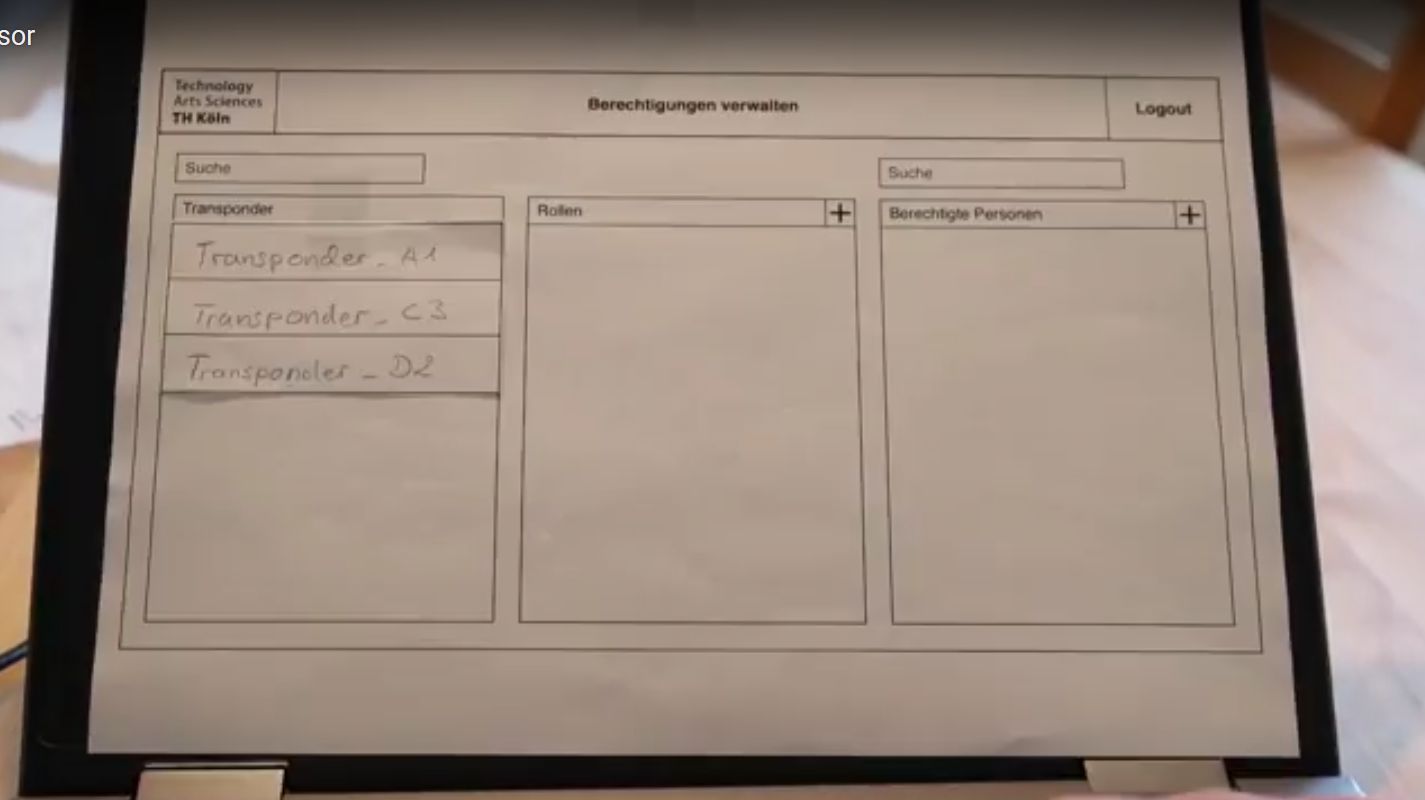 sor
Technology
Arts Sciences
TH Köln
Berechtigungen verwalten
Logout
Suche
Suche
Transponder
Rollen
+
Berechtigte Personen
+
Transponder_A1
Transponder_C3
Transponder_D2